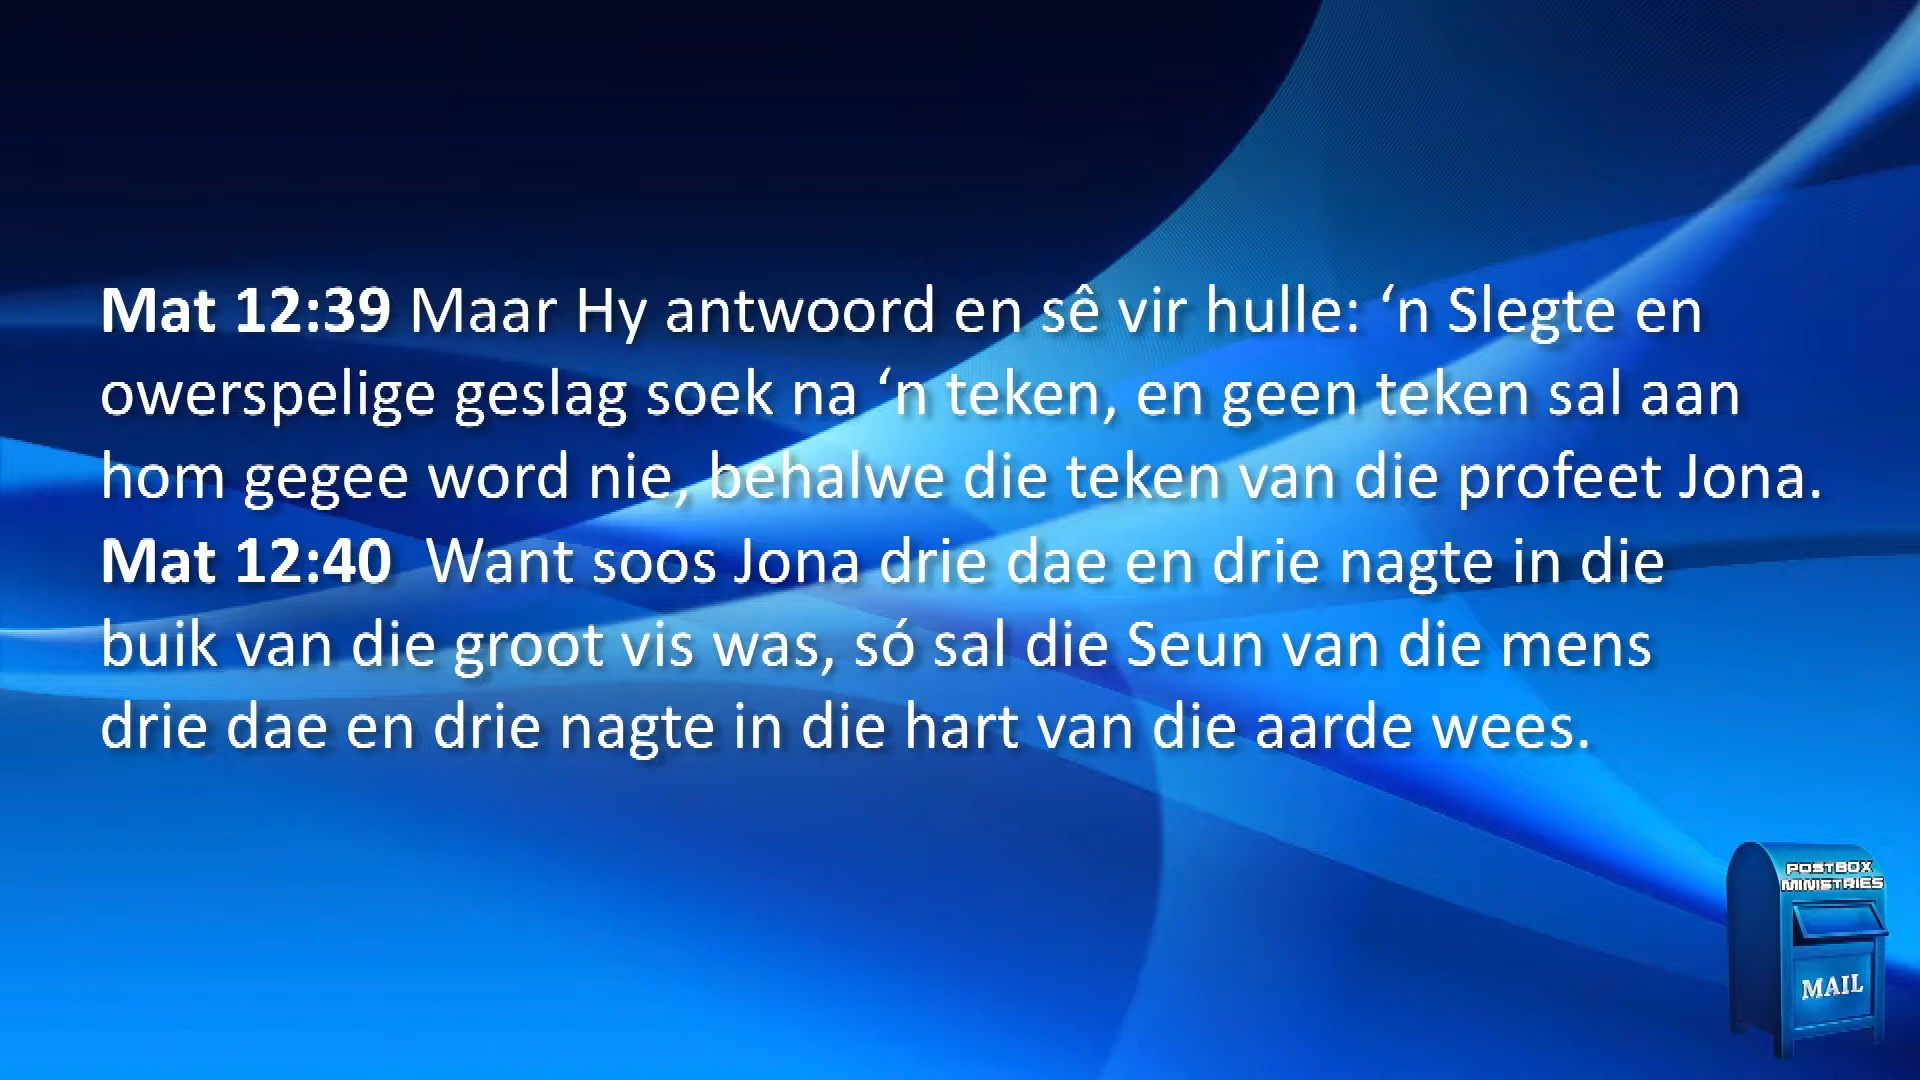 Mat 12:39 Maar Hy antwoord en sê vir hulle: ‘n Slegte en
owerspelige geslag soek na ‘n teken, en geen teken sal aan
hom gegee word nie, behalwe die teken van die profeet Jona.
Mat 12:40 Want soos Jona drie dae en drie nagte in die
buik van die groot vis was, só sal die Seun van die mens
drie dae en drie nagte in die hart van die aarde wees.
POSTBOX
MINISTRIES
MAIL